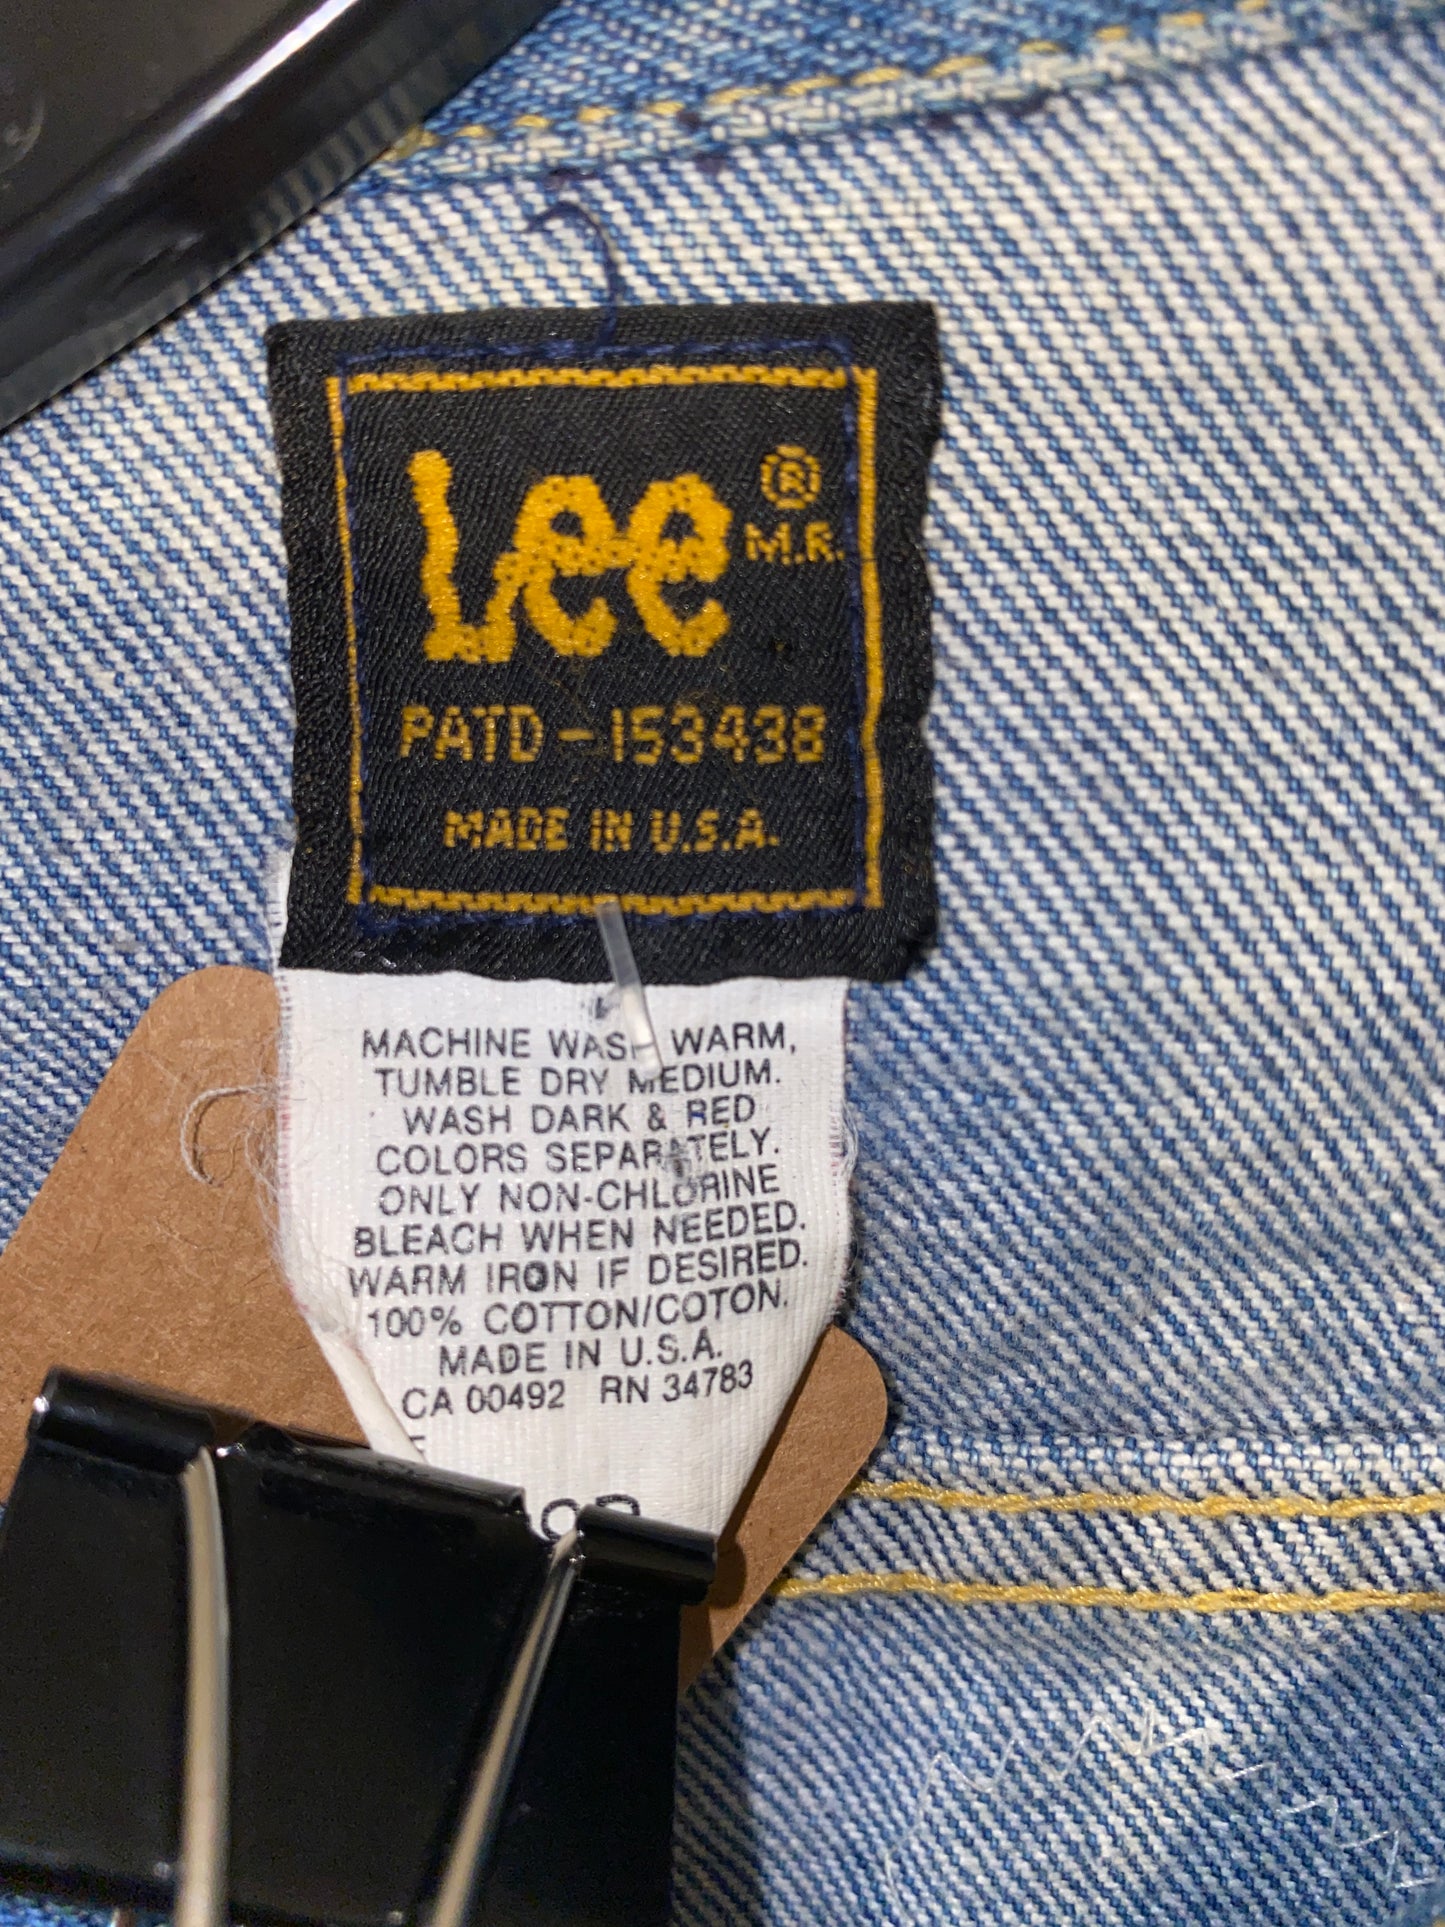 Lee ®
M.R.
PATD-153438
MADE IN U.S.A.
MACHINE WASH WARM,
TUMBLE DRY MEDIUM.
WASH DARK & RED
COLORS SEPARATELY.
ONLY NON-CHLORINE
BLEACH WHEN NEEDED.
WARM IRON IF DESIRED.
100% COTTON/COTON.
MADE IN U.S.A.
CA 00492 RN 34783